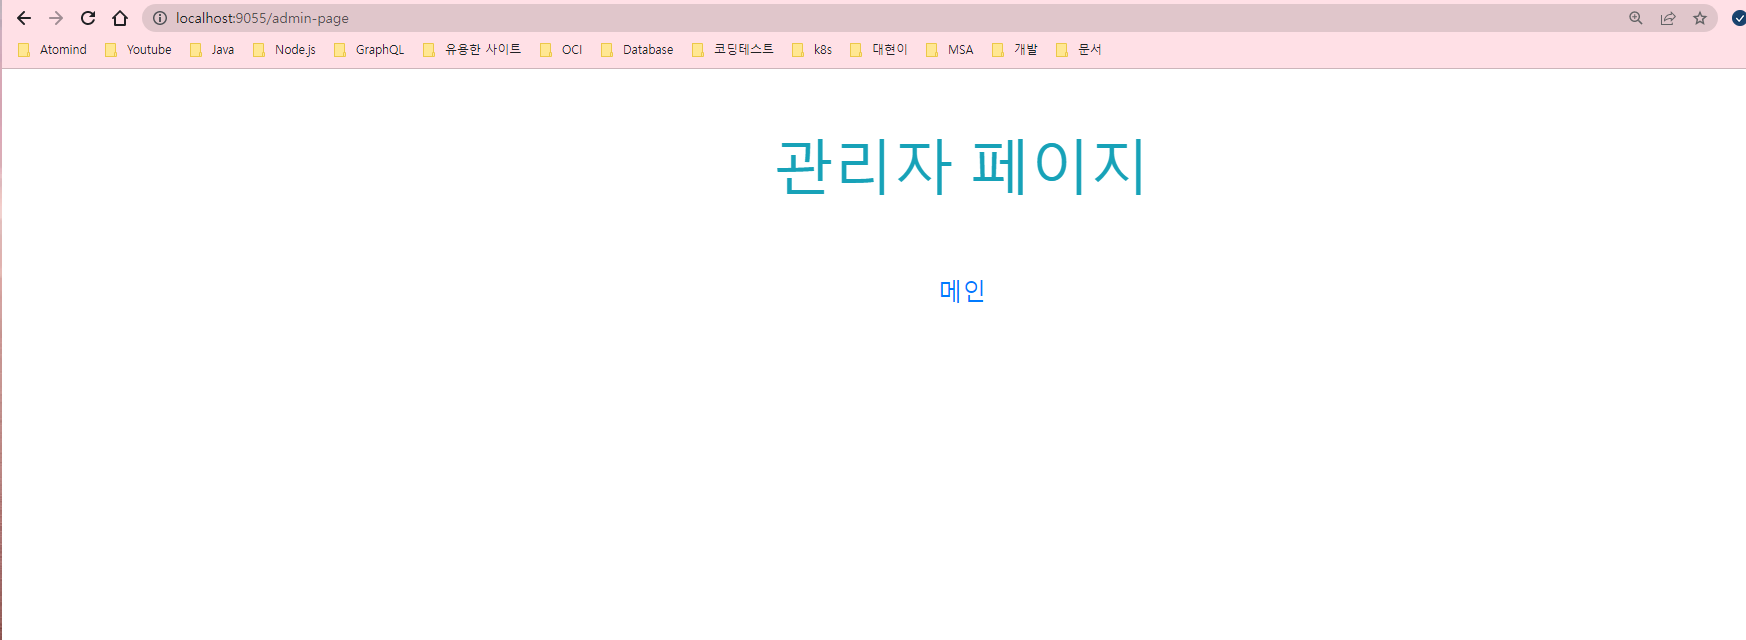 localhost:9055/admin-page
Atomind Youtube Java Node.js GraphQL 유용한 사이트 OCI Database 코딩테스트 k8s 대현이 MSA 개발 문서
관리자 페이지
메인